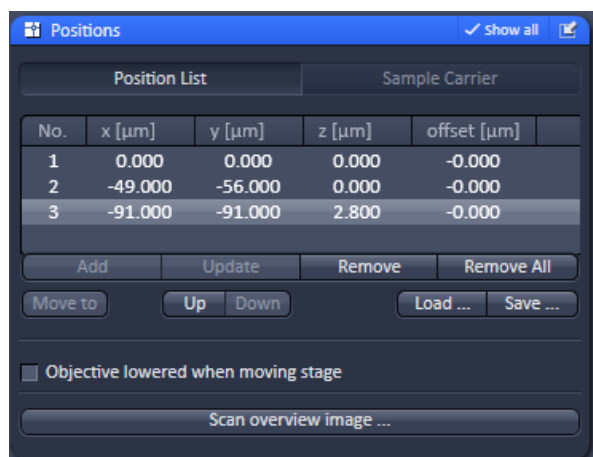 Positions Show all
Position List Sample Carrier
No. x [µm] y [µm] z [µm] offset [µm]
1 0.000 0.000 0.000 -0.000
2 -49.000 -56.000 0.000 -0.000
3 -91.000 -91.000 2.800 -0.000
Add Update Remove Remove All
Move to Up Down Load ... Save ...
Objective lowered when moving stage
Scan overview image ...